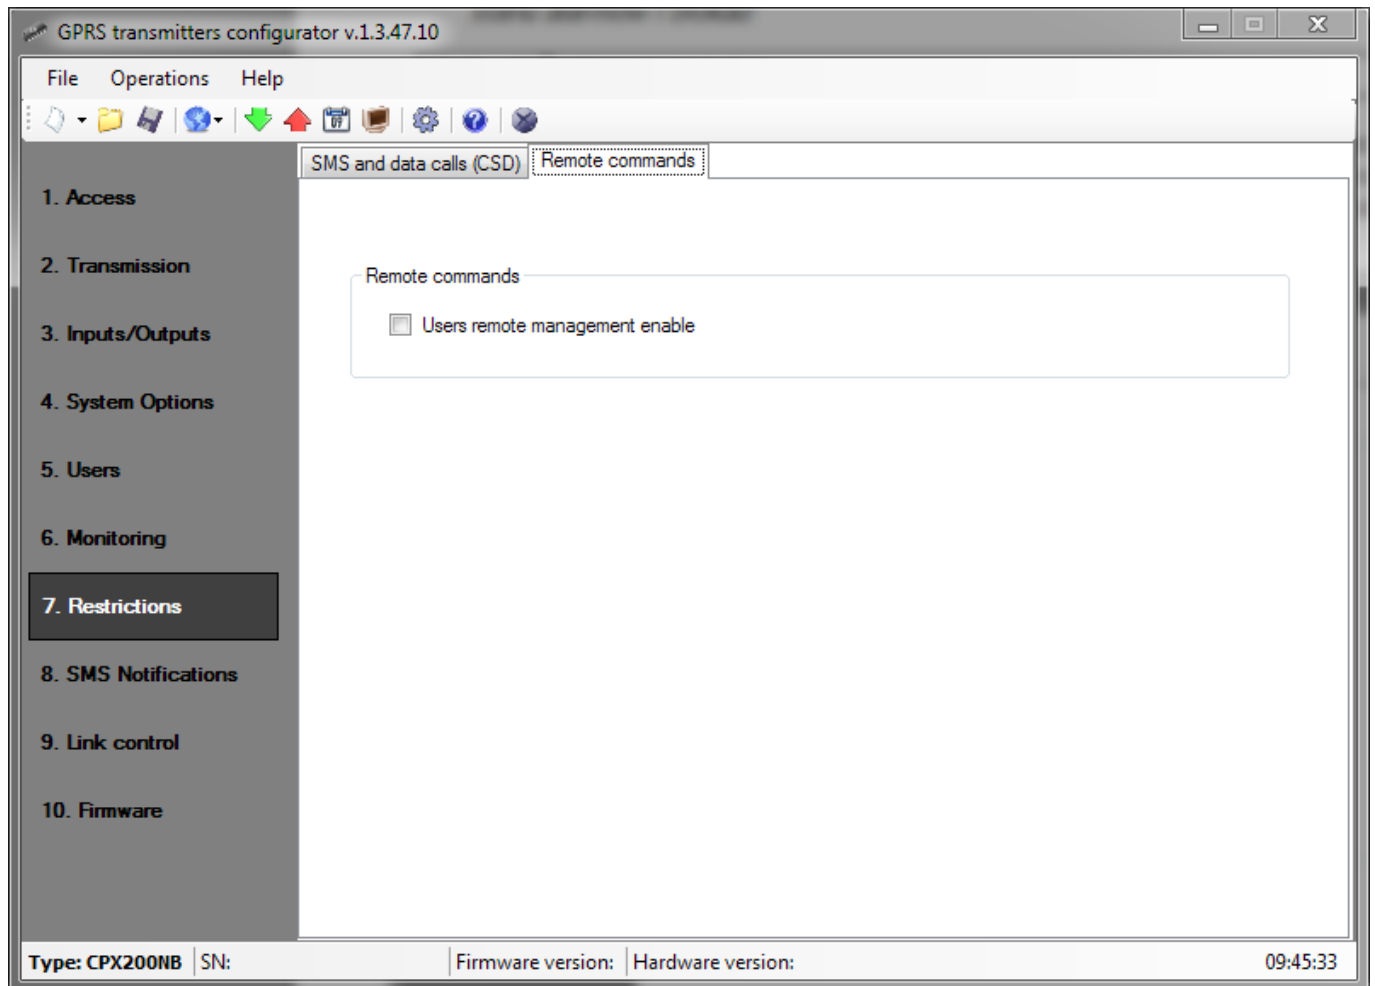 GPRS transmitters configurator v.1.3.47.10
File Operations Help
SMS and data calls (CSD) Remote commands
1. Access
2. Transmission
Remote commands
Users remote management enable
3. Inputs/Outputs
4. System Options
5. Users
6. Monitoring
7. Restrictions
8. SMS Notifications
9. Link control
10. Firmware
Type: CPX200NB SN: Firmware version: Hardware version: 09:45:33